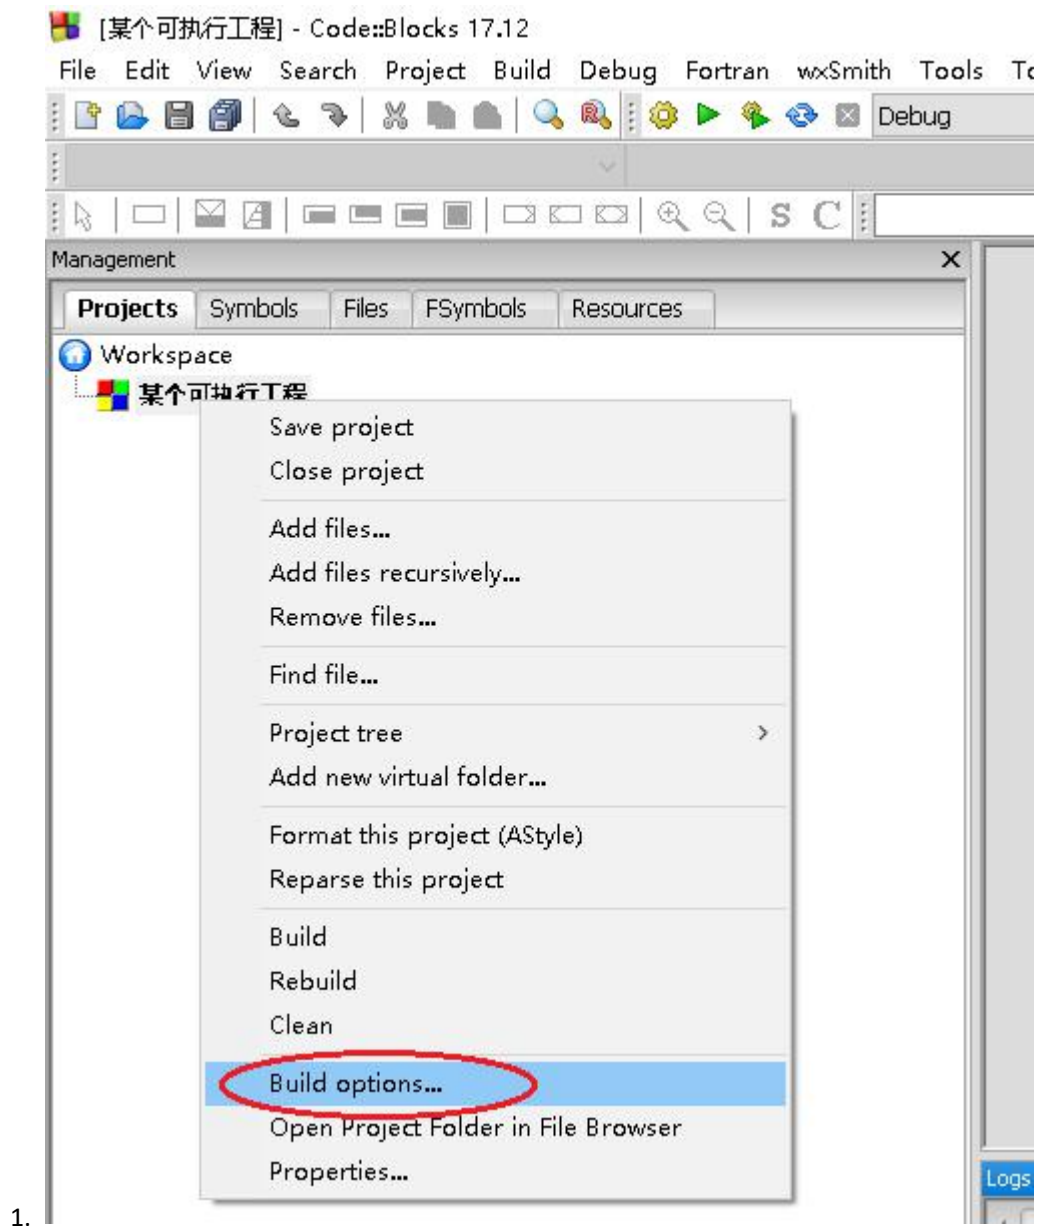 [某个可执行工程] - Code::Blocks 17.12
File Edit View Search Project Build Debug Fortran wxSmith Tools
Debug
S C
Management
Projects Symbols Files FSymbols Resources
Workspace
某个可执行工程
Save project
Close project
Add files...
Add files recursively...
Remove files...
Find file...
Project tree
Add new virtual folder...
Format this project (AStyle)
Reparse this project
Build
Rebuild
Clean
Build options...
Open Project Folder in File Browser
Properties...
Logs
1.